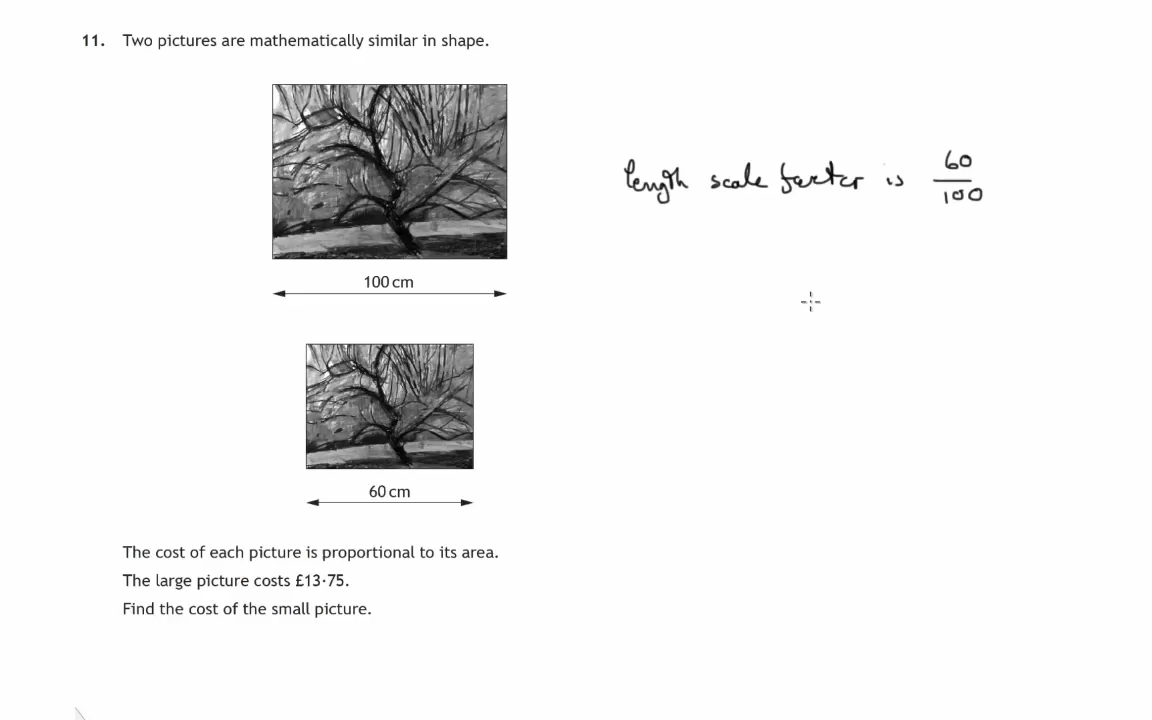 11. Two pictures are mathematically similar in shape.
length scale factor is 60/100
100 cm
60 cm
The cost of each picture is proportional to its area.
The large picture costs £13·75.
Find the cost of the small picture.